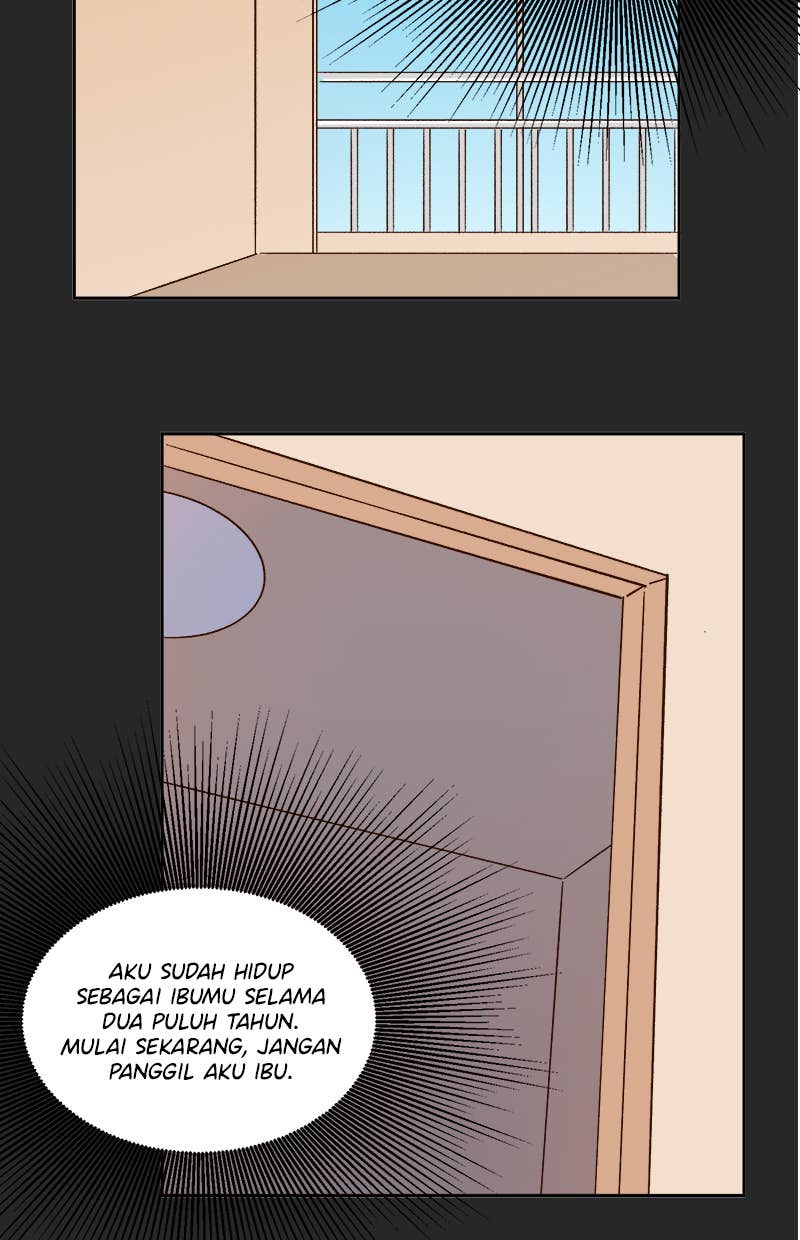 AKU SUDAH HIDUP
SEBAGAI IBUMU SELAMA
DUA PULUH TAHUN.
MULAI SEKARANG, JANGAN
PANGGIL AKU IBU.